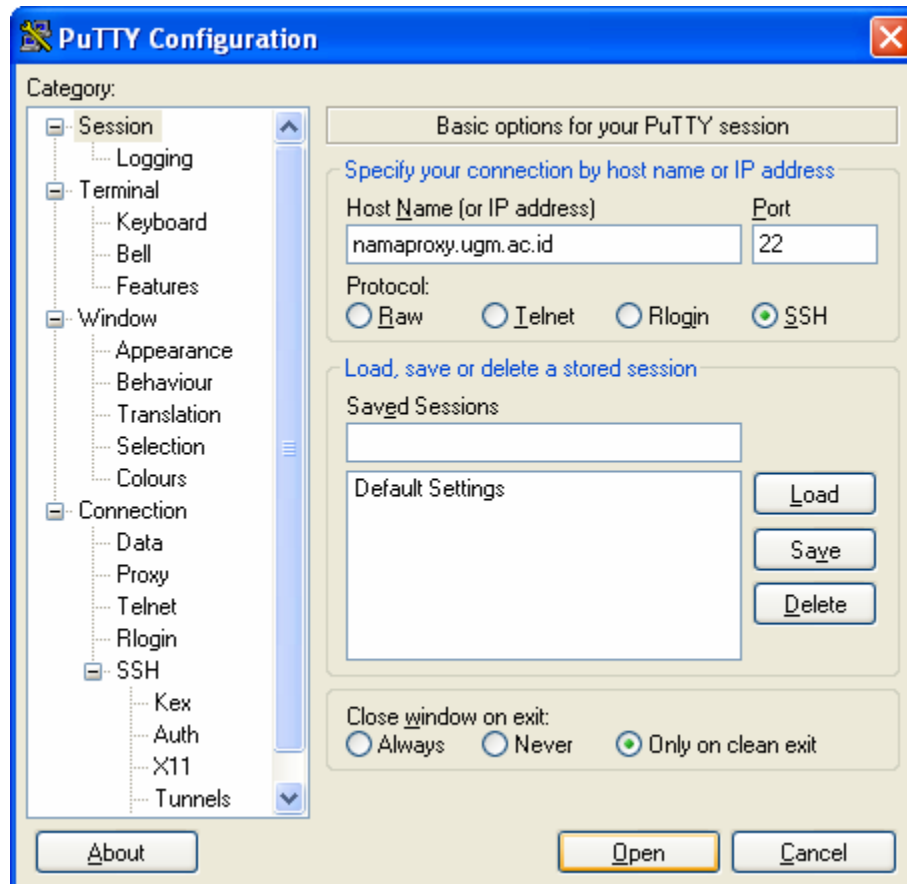 PuTTY Configuration
Category:
Session
Logging
Terminal
Keyboard
Bell
Features
Window
Appearance
Behaviour
Translation
Selection
Colours
Connection
Data
Proxy
Telnet
Rlogin
SSH
Kex
Auth
X11
Tunnels
Basic options for your PuTTY session
Specify your connection by host name or IP address
Host Name (or IP address) Port
namaproxy.ugm.ac.id 22
Protocol:
Raw Telnet Rlogin SSH
Load, save or delete a stored session
Saved Sessions
Default Settings
Load
Save
Delete
Close window on exit:
Always Never Only on clean exit
About Open Cancel